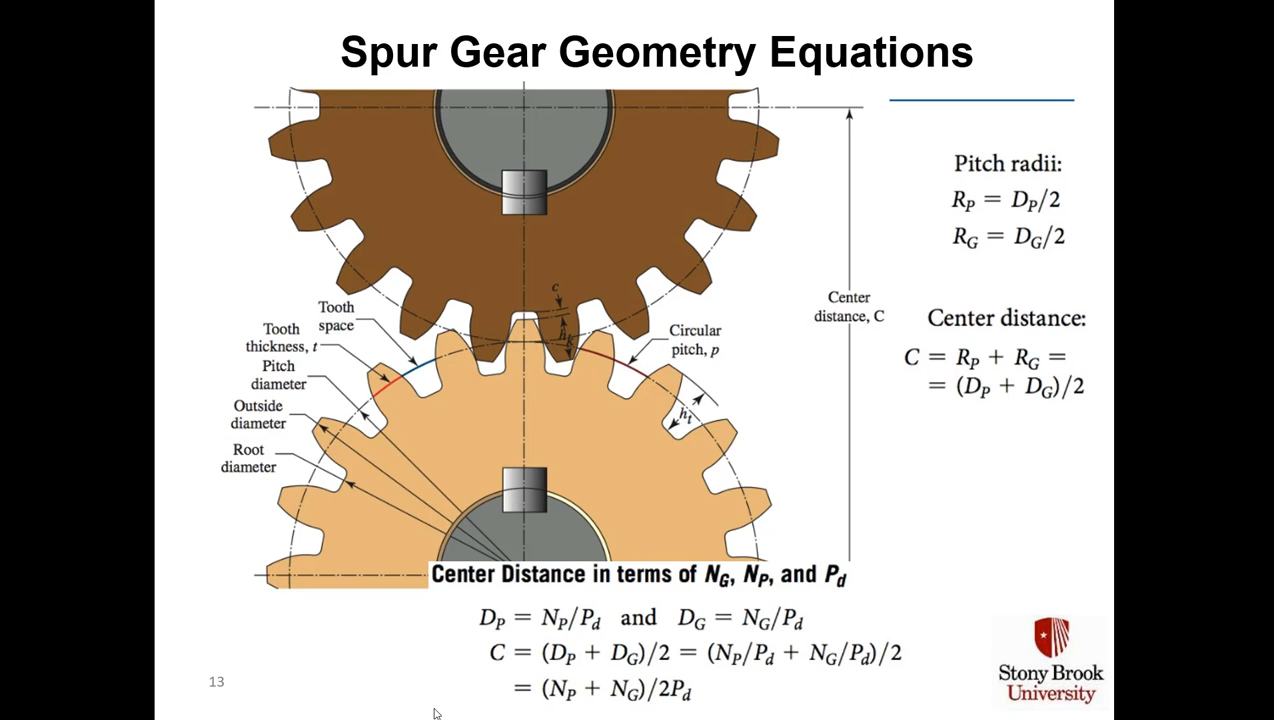 Spur Gear Geometry Equations
Pitch radii:
R_P = D_P/2
R_G = D_G/2
Center
distance, C
Center distance:
C = R_P + R_G =
= (D_P + D_G)/2
c
h_k
Tooth
space
Tooth
thickness, t
Pitch
diameter
Outside
diameter
Root
diameter
Circular
pitch, p
h_t
Center Distance in terms of N_G, N_P, and P_d
D_P = N_P/P_d and D_G = N_G/P_d
C = (D_P + D_G)/2 = (N_P/P_d + N_G/P_d)/2
= (N_P + N_G)/2P_d
13
Stony Brook
University